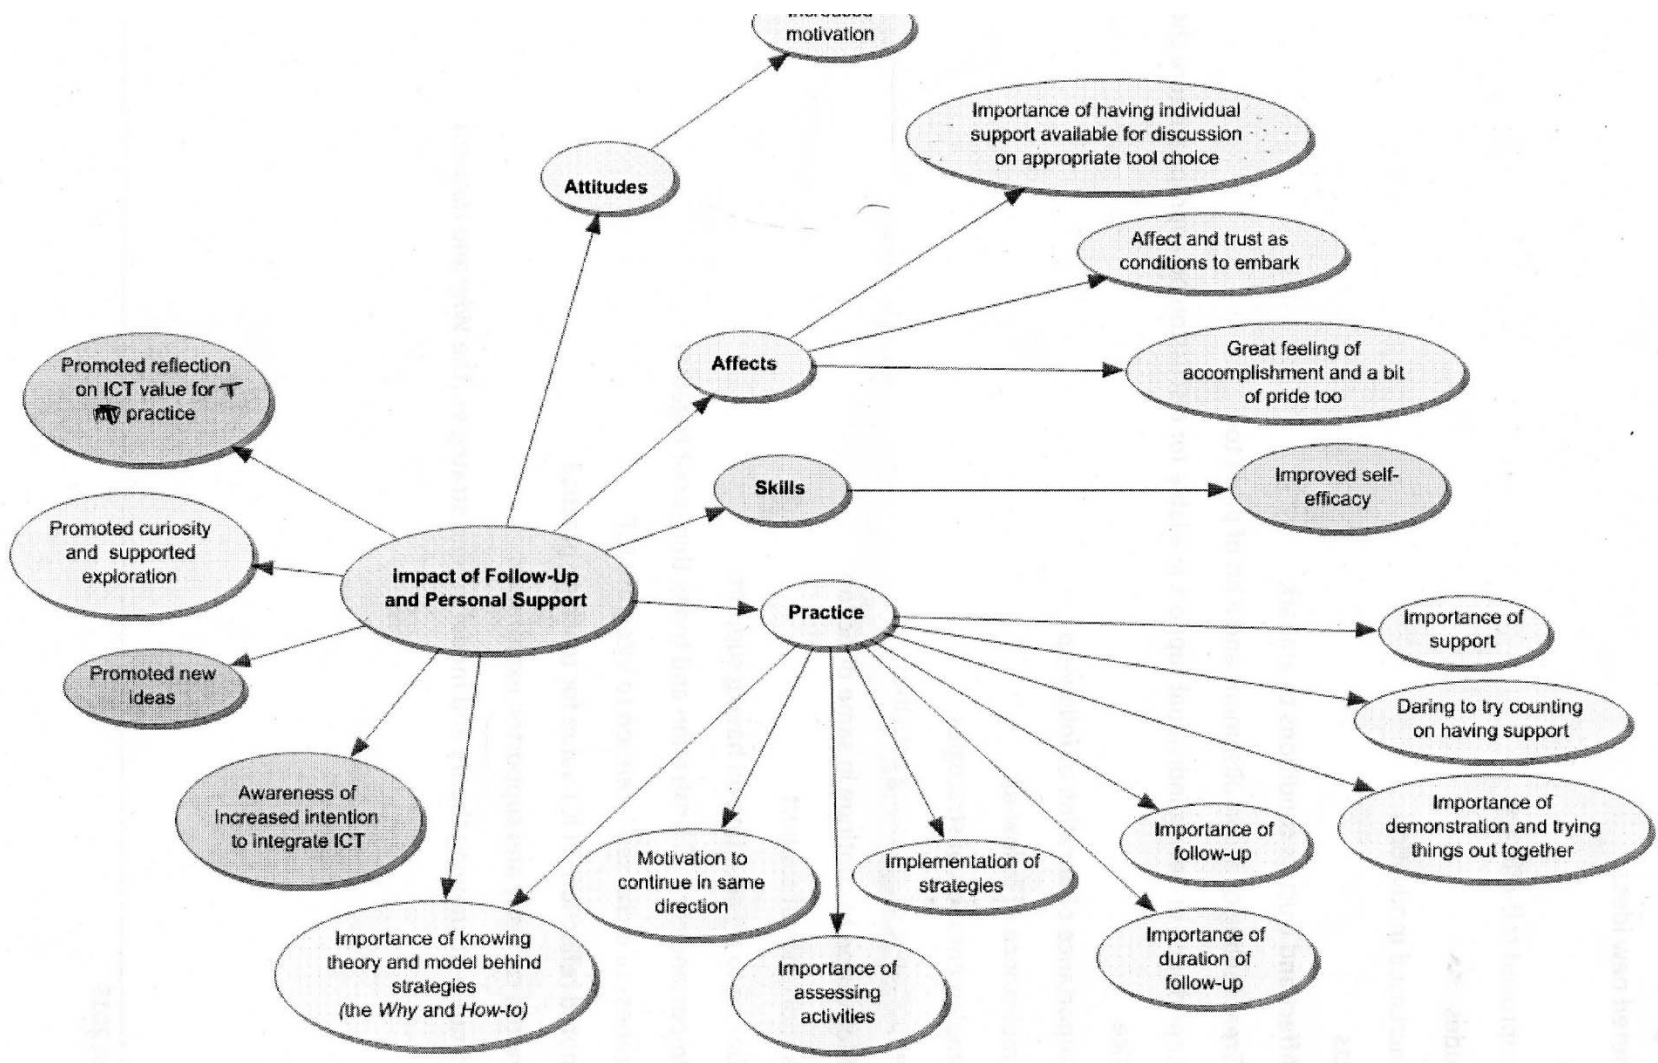 Increased
motivation
Attitudes
Importance of having individual
support available for discussion
on appropriate tool choice
Affect and trust as
conditions to embark
Affects
Great feeling of
accomplishment and a bit
of pride too
Promoted reflection
on ICT value for
my practice
Skills
Improved self-
efficacy
Promoted curiosity
and supported
exploration
Impact of Follow-Up
and Personal Support
Practice
Importance of
support
Promoted new
ideas
Daring to try counting
on having support
Awareness of
increased intention
to integrate ICT
Importance of
demonstration and trying
things out together
Importance of
follow-up
Motivation to
continue in same
direction
Implementation of
strategies
Importance of knowing
theory and model behind
strategies
(the Why and How-to)
Importance of
assessing
activities
Importance of
duration of
follow-up